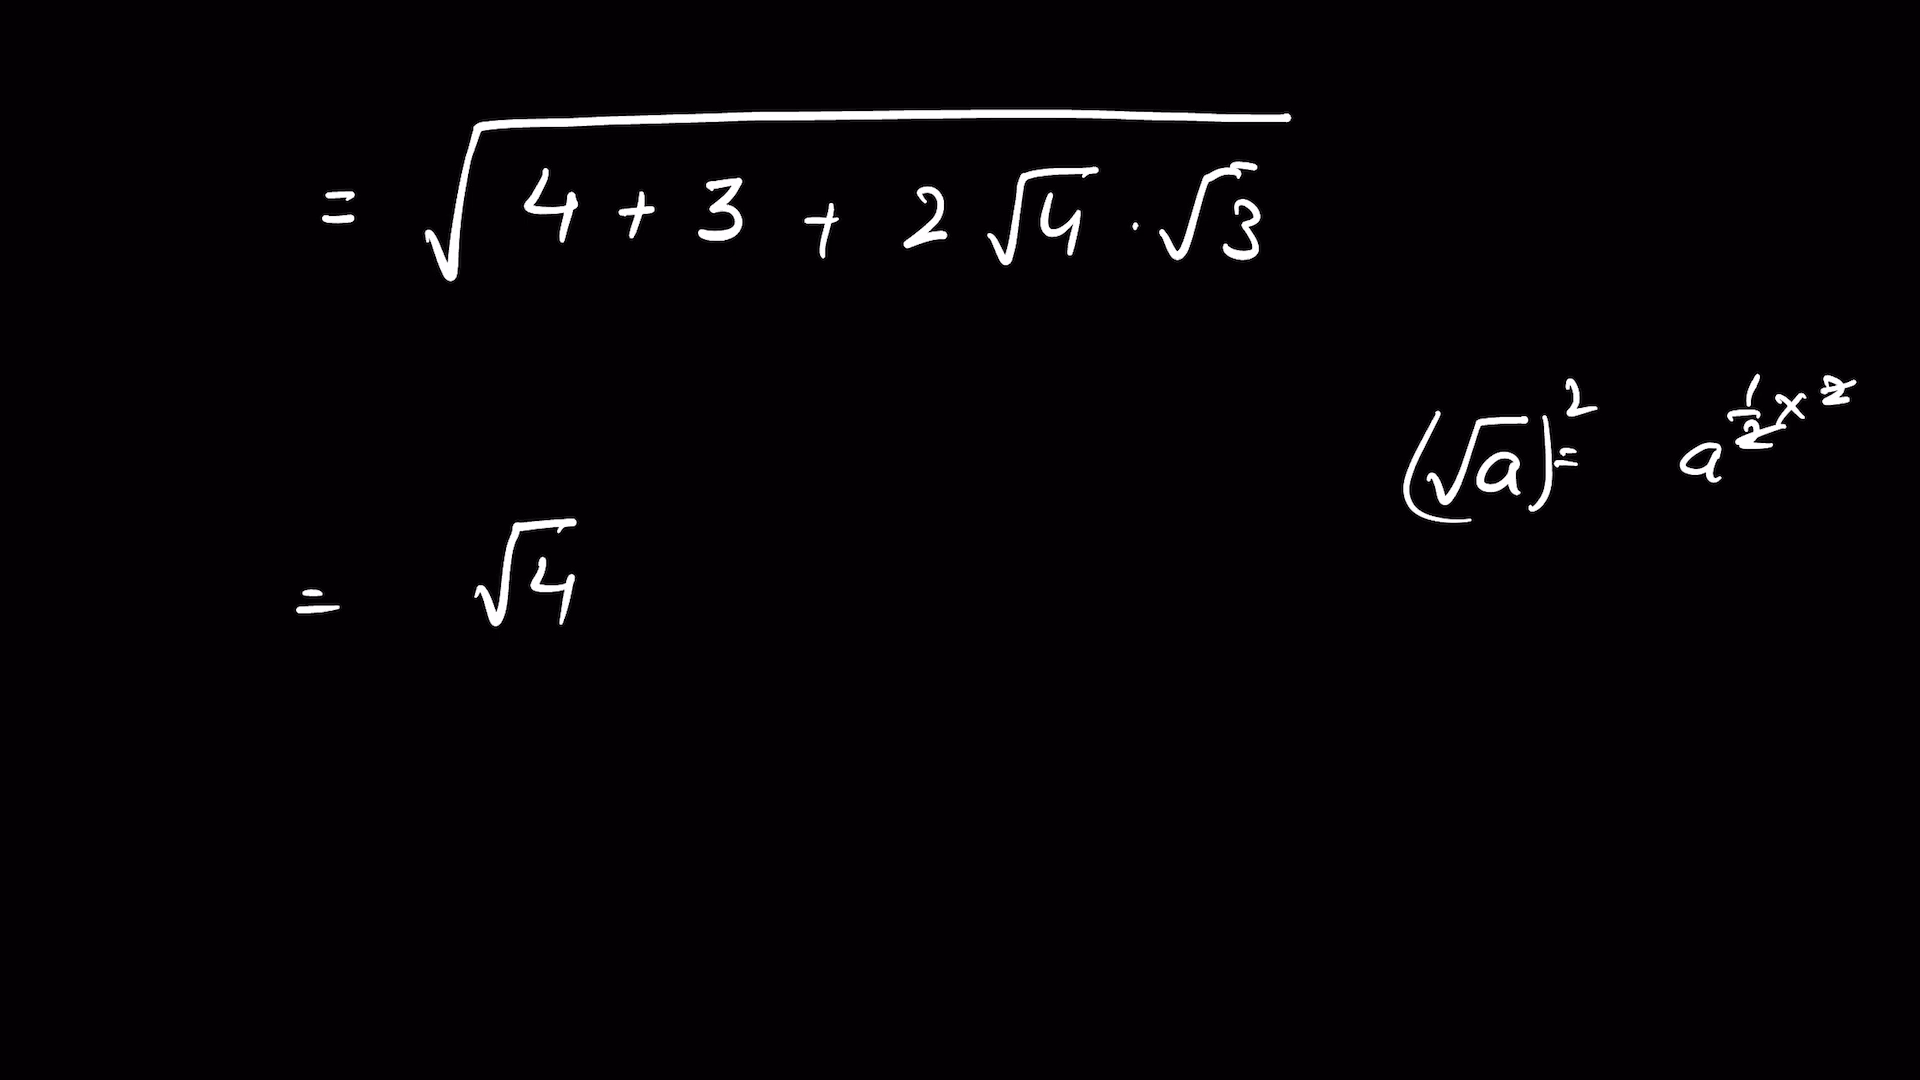 = √(4 + 3 + 2√4 · √3)
(√a)² = a^(1/2 × 2)
= √4